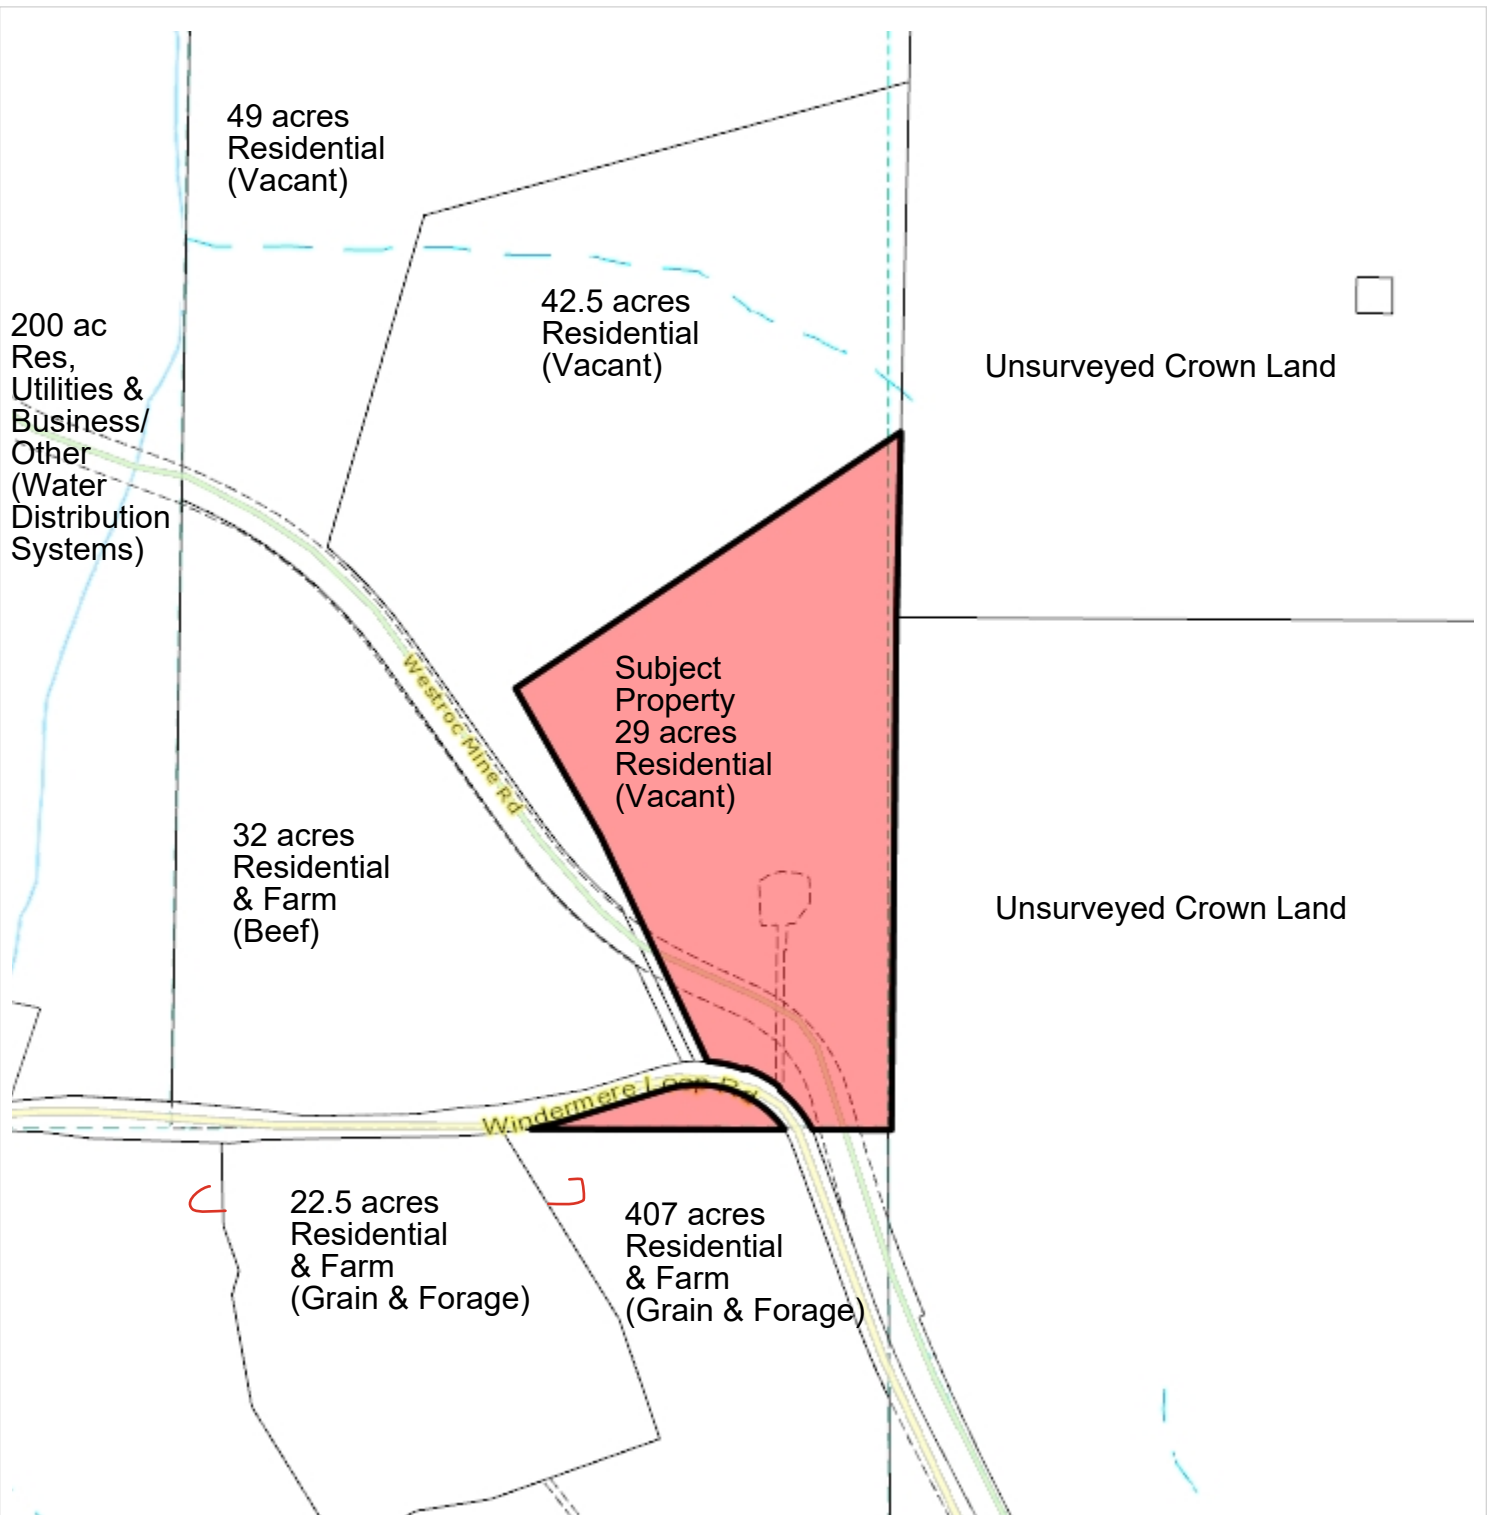 49 acres
Residential
(Vacant)
42.5 acres
Residential
(Vacant)
200 ac
Res,
Utilities &
Business/
Other
(Water
Distribution
Systems)
Unsurveyed Crown Land
Subject
Property
29 acres
Residential
(Vacant)
Westroc Mine Rd
32 acres
Residential
& Farm
(Beef)
Unsurveyed Crown Land
Windermere Loop Rd
22.5 acres
Residential
& Farm
(Grain & Forage)
407 acres
Residential
& Farm
(Grain & Forage)